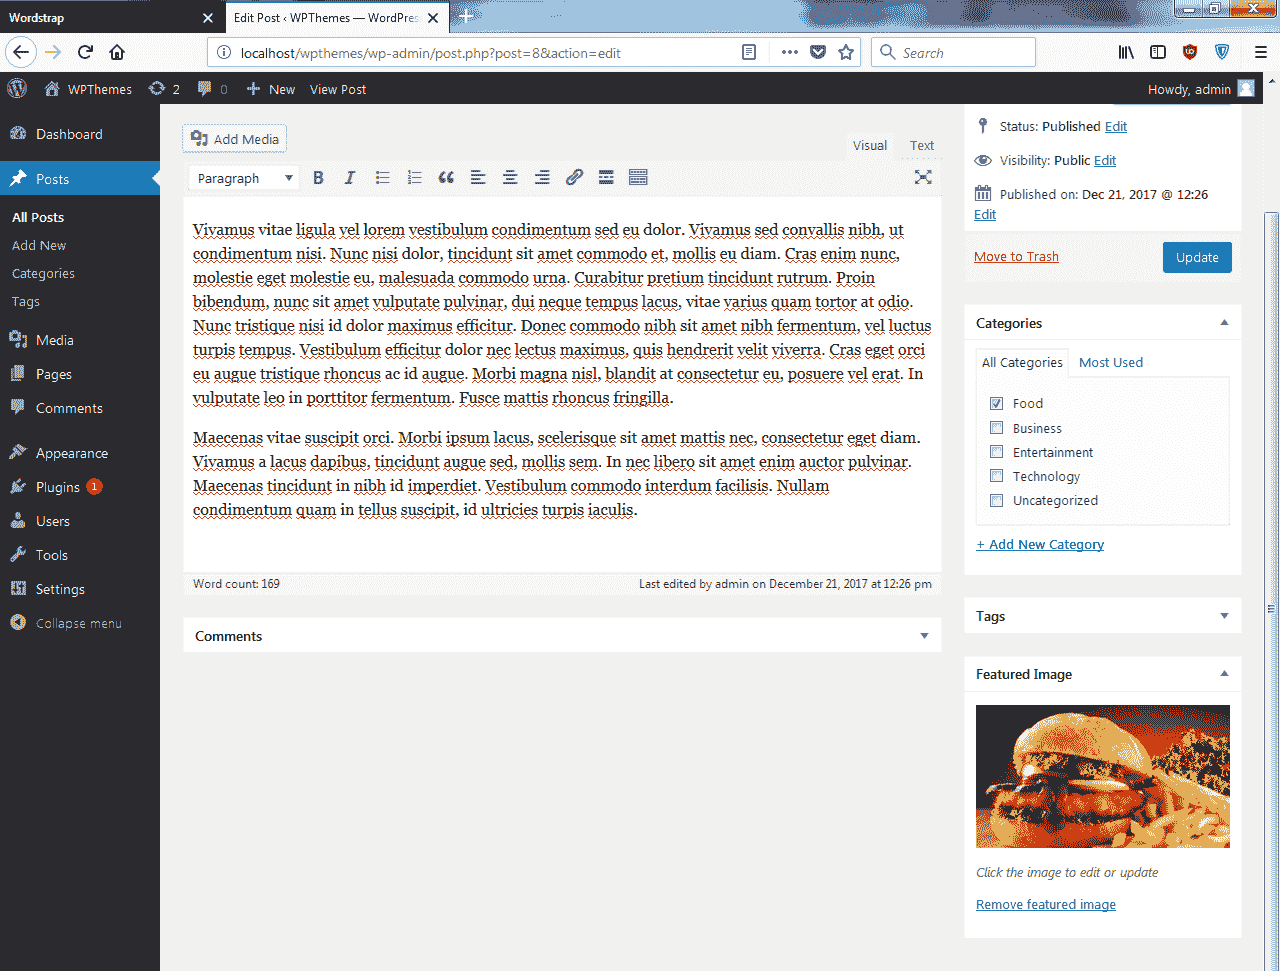 Wordstrap
Edit Post ‹ WPThemes — WordPres
localhost/wpthemes/wp-admin/post.php?post=8&action=edit
Search
WPThemes
2
0
New
View Post
Howdy, admin
Dashboard
Posts
All Posts
Add New
Categories
Tags
Media
Pages
Comments
Appearance
Plugins 1
Users
Tools
Settings
Collapse menu
Add Media
Visual
Text
Paragraph
Vivamus vitae ligula vel lorem vestibulum condimentum sed eu dolor. Vivamus sed convallis nibh, ut
condimentum nisi. Nunc nisi dolor, tincidunt sit amet commodo et, mollis eu diam. Cras enim nunc,
molestie eget molestie eu, malesuada commodo urna. Curabitur pretium tincidunt rutrum. Proin
bibendum, nunc sit amet vulputate pulvinar, dui neque tempus lacus, vitae varius quam tortor at odio.
Nunc tristique nisi id dolor maximus efficitur. Donec commodo nibh sit amet nibh fermentum, vel luctus
turpis tempus. Vestibulum efficitur dolor nec lectus maximus, quis hendrerit velit viverra. Cras eget orci
eu augue tristique rhoncus ac id augue. Morbi magna nisl, blandit at consectetur eu, posuere vel erat. In
vulputate leo in porttitor fermentum. Fusce mattis rhoncus fringilla.
Maecenas vitae suscipit orci. Morbi ipsum lacus, scelerisque sit amet mattis nec, consectetur eget diam.
Vivamus a lacus dapibus, tincidunt augue sed, mollis sem. In nec libero sit amet enim auctor pulvinar.
Maecenas tincidunt in nibh id imperdiet. Vestibulum commodo interdum facilisis. Nullam
condimentum quam in tellus suscipit, id ultricies turpis iaculis.
Word count: 169
Last edited by admin on December 21, 2017 at 12:26 pm
Comments
Status: Published Edit
Visibility: Public Edit
Published on: Dec 21, 2017 @ 12:26
Edit
Move to Trash
Update
Categories
All Categories
Most Used
Food
Business
Entertainment
Technology
Uncategorized
+ Add New Category
Tags
Featured Image
Click the image to edit or update
Remove featured image